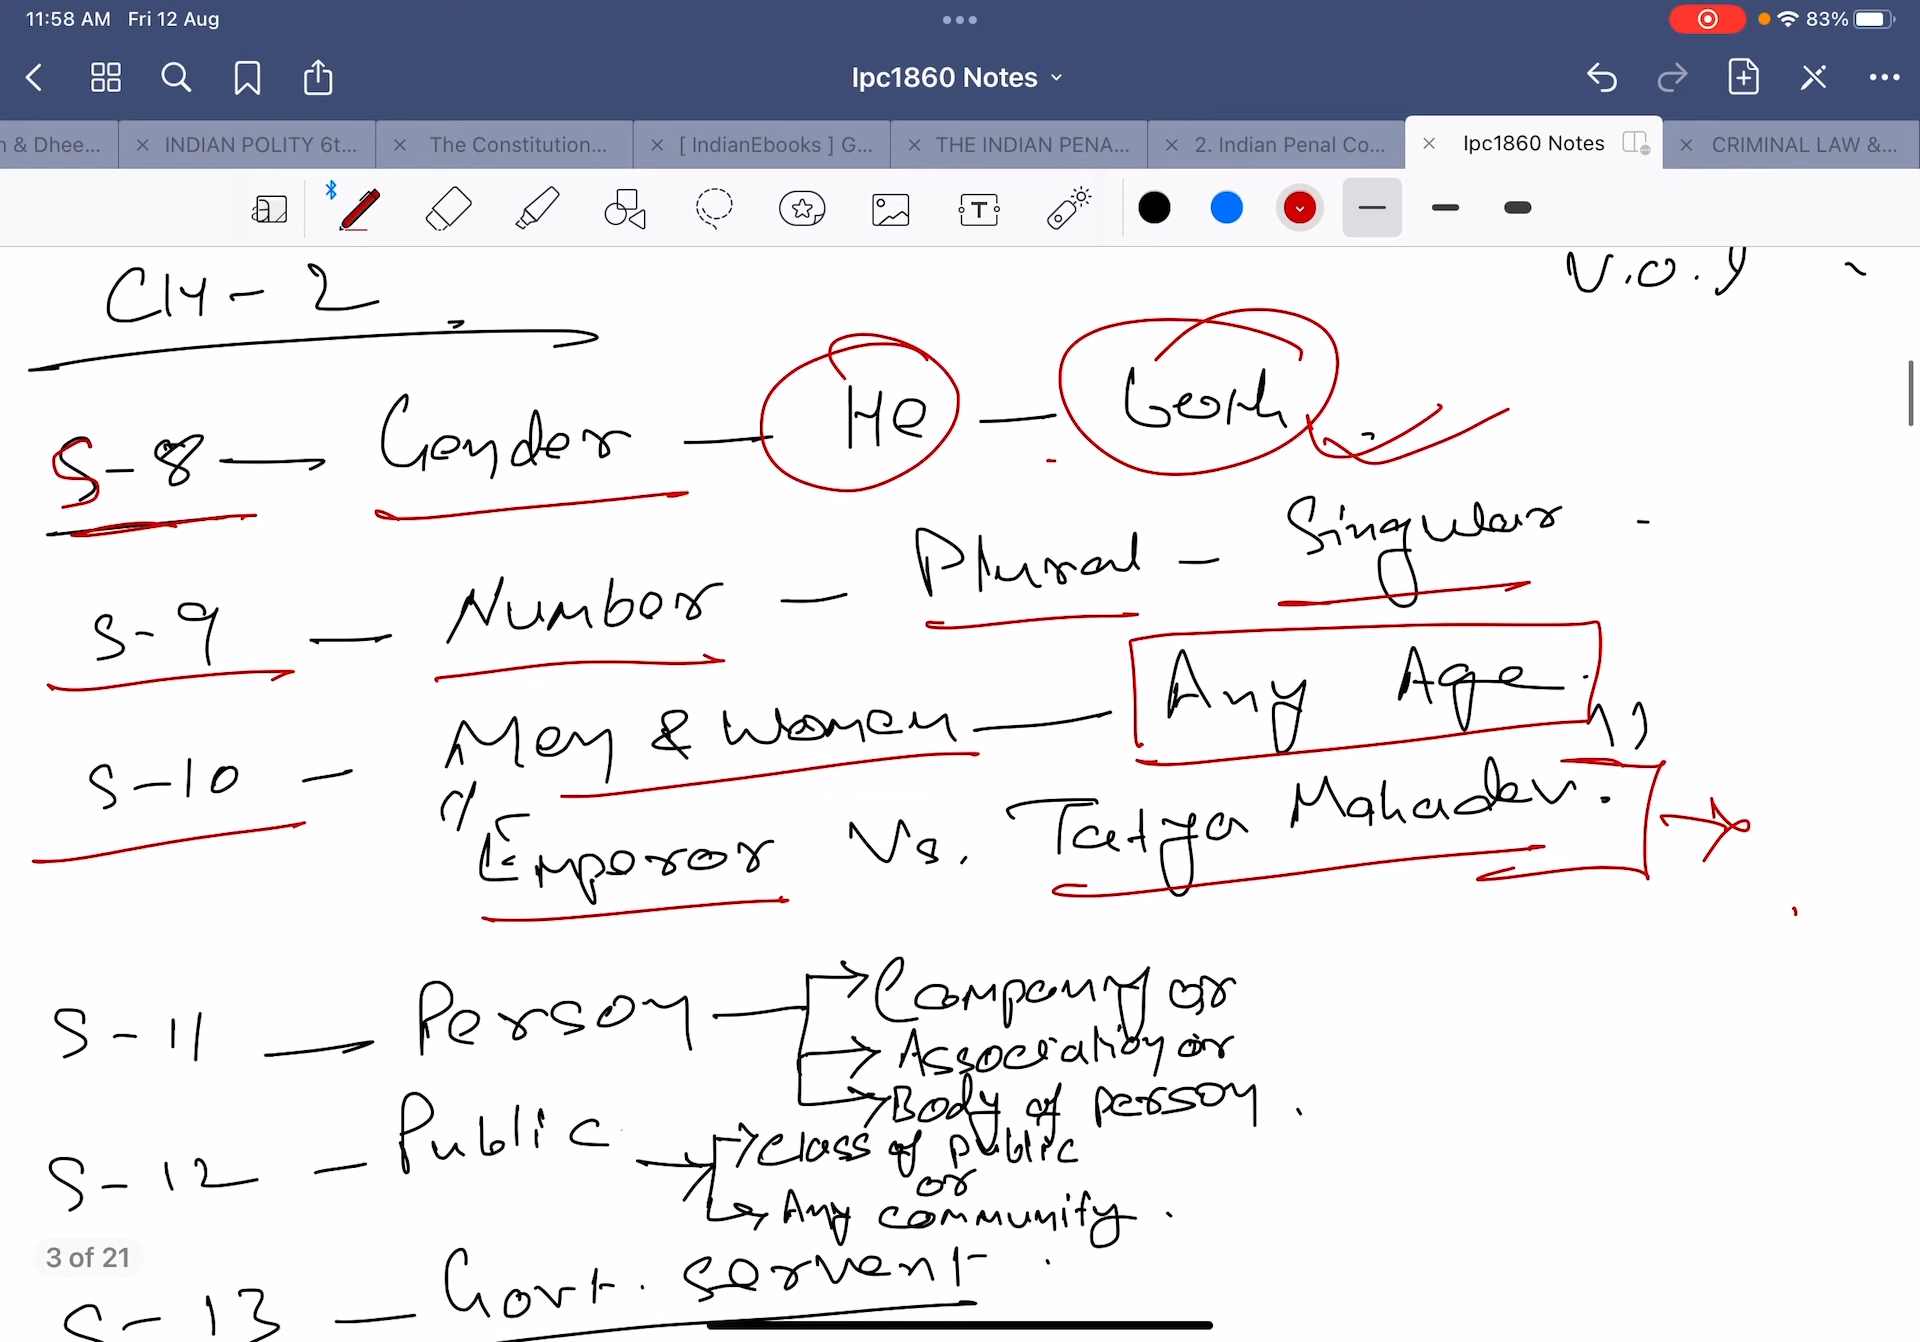 11:58 AM Fri 12 Aug
83%
Ipc1860 Notes
n & Dhee...
INDIAN POLITY 6t...
The Constitution...
[ IndianEbooks ] G...
THE INDIAN PENA...
2. Indian Penal Co...
Ipc1860 Notes
CRIMINAL LAW &...
T
CH-2
V.O.I
S-8 — Gender — He — Both
S-9 — Number — Plural - Singular
S-10 - Men & Women — Any Age.
Emperor Vs. Tatya Mahadev.
S-11 — Person — Company or
Association or
Body of person.
S-12 - Public
Class of public
or
Any community.
3 of 21
S-13 — Govt. servent.